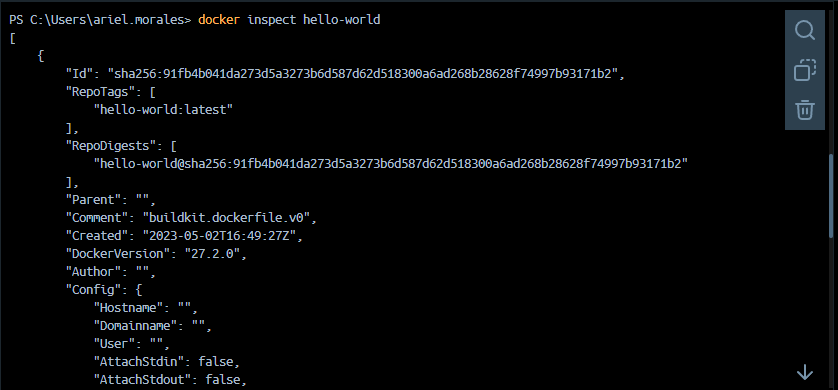 PS C:\Users\ariel.morales> docker inspect hello-world
[
    {
        "Id": "sha256:91fb4b041da273d5a3273b6d587d62d518300a6ad268b28628f74997b93171b2",
        "RepoTags": [
            "hello-world:latest"
        ],
        "RepoDigests": [
            "hello-world@sha256:91fb4b041da273d5a3273b6d587d62d518300a6ad268b28628f74997b93171b2"
        ],
        "Parent": "",
        "Comment": "buildkit.dockerfile.v0",
        "Created": "2023-05-02T16:49:27Z",
        "DockerVersion": "27.2.0",
        "Author": "",
        "Config": {
            "Hostname": "",
            "Domainname": "",
            "User": "",
            "AttachStdin": false,
            "AttachStdout": false,